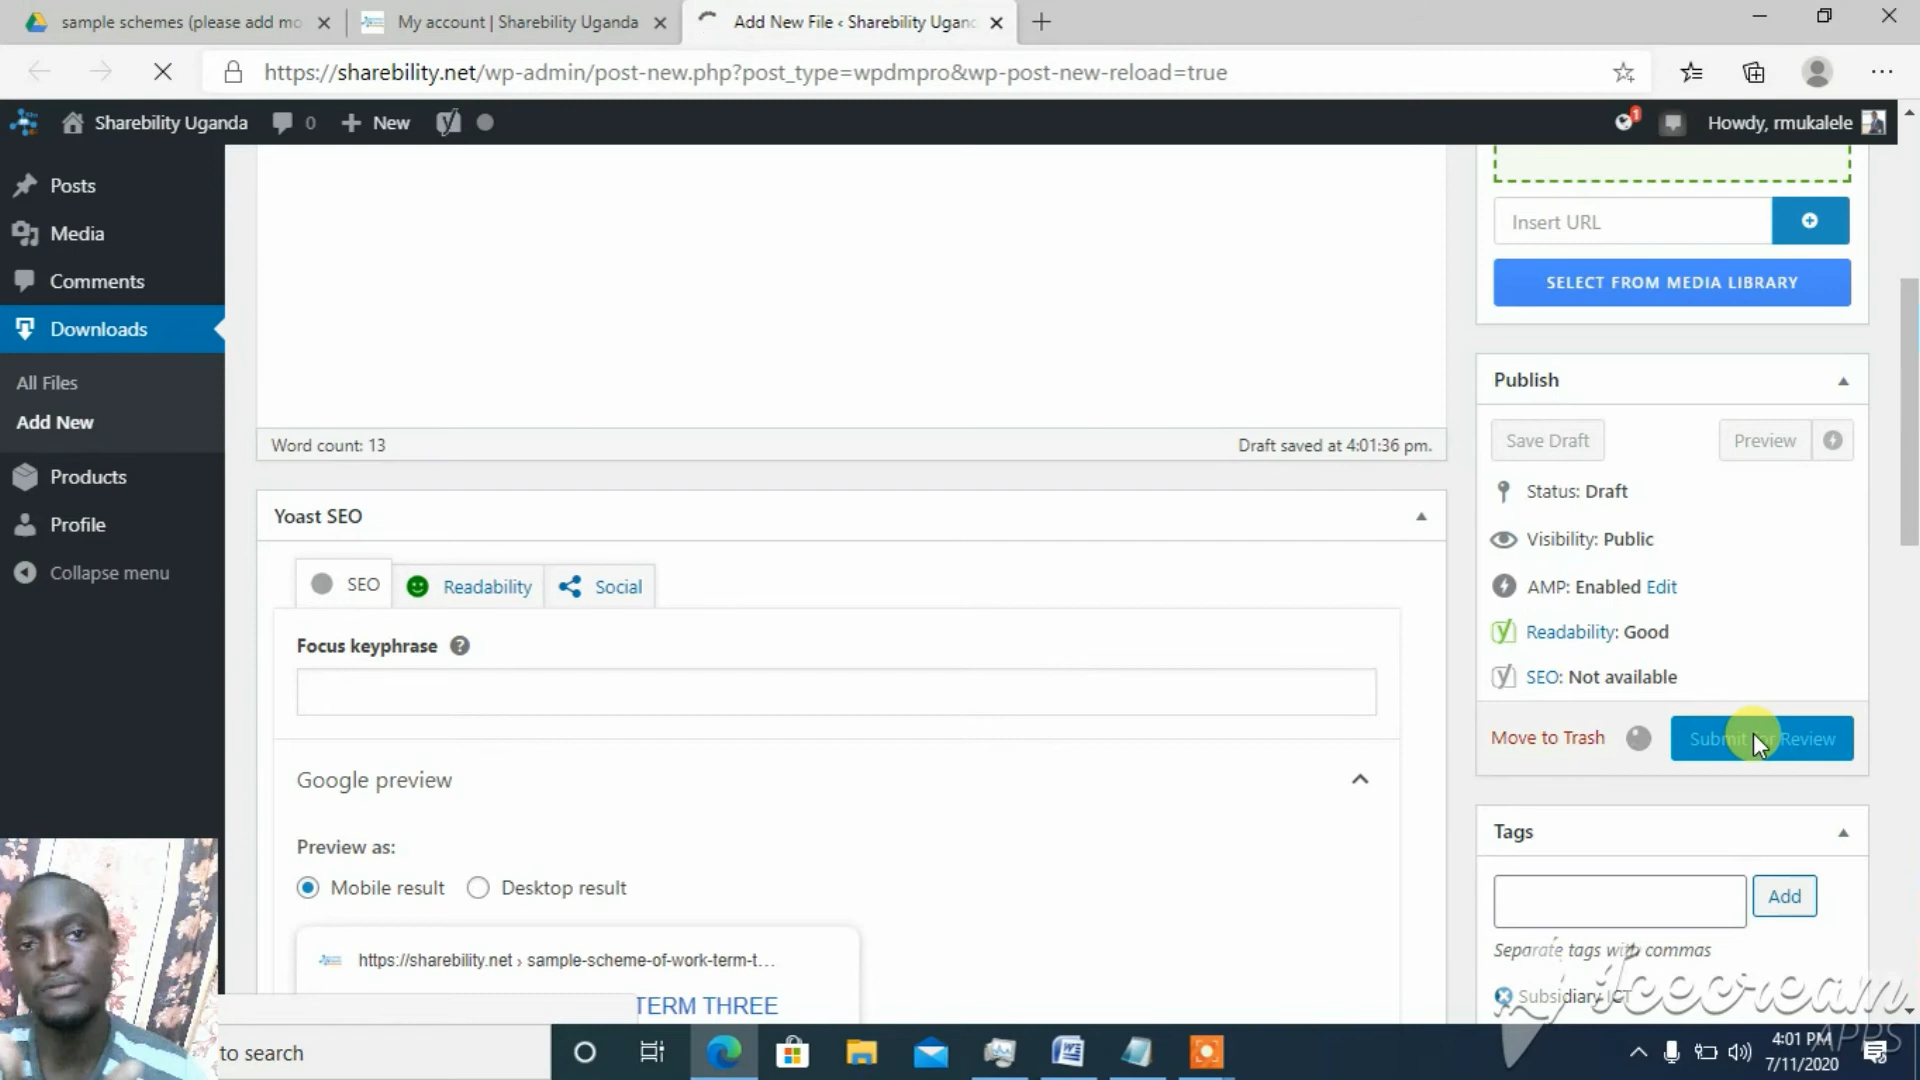 sample schemes (please add mo
My account | Sharebility Uganda
Add New File ‹ Sharebility Ugan
https://sharebility.net/wp-admin/post-new.php?post_type=wpdmpro&wp-post-new-reload=true
Sharebility Uganda
0
New
1
Howdy, rmukalele
Posts
Media
Comments
Downloads
All Files
Add New
Products
Profile
Collapse menu
Word count: 13
Draft saved at 4:01:36 pm.
Yoast SEO
SEO
Readability
Social
Focus keyphrase
Google preview
Preview as:
Mobile result
Desktop result
https://sharebility.net › sample-scheme-of-work-term-t...
TERM THREE
Insert URL
SELECT FROM MEDIA LIBRARY
Publish
Save Draft
Preview
Status: Draft
Visibility: Public
AMP: Enabled Edit
Readability: Good
SEO: Not available
Move to Trash
Submit for Review
Tags
Add
Separate tags with commas
Subsidiary ICT
Icecream
APPS
to search
4:01 PM
7/11/2020